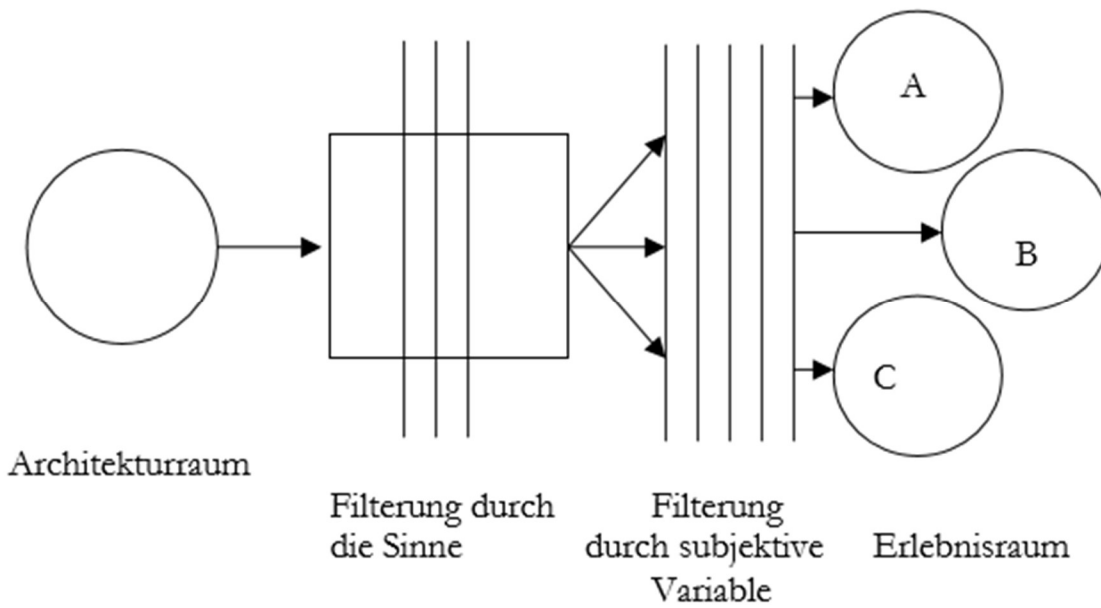 A
B
C
Architekturraum
Filterung durch
die Sinne
Filterung
durch subjektive
Variable
Erlebnisraum